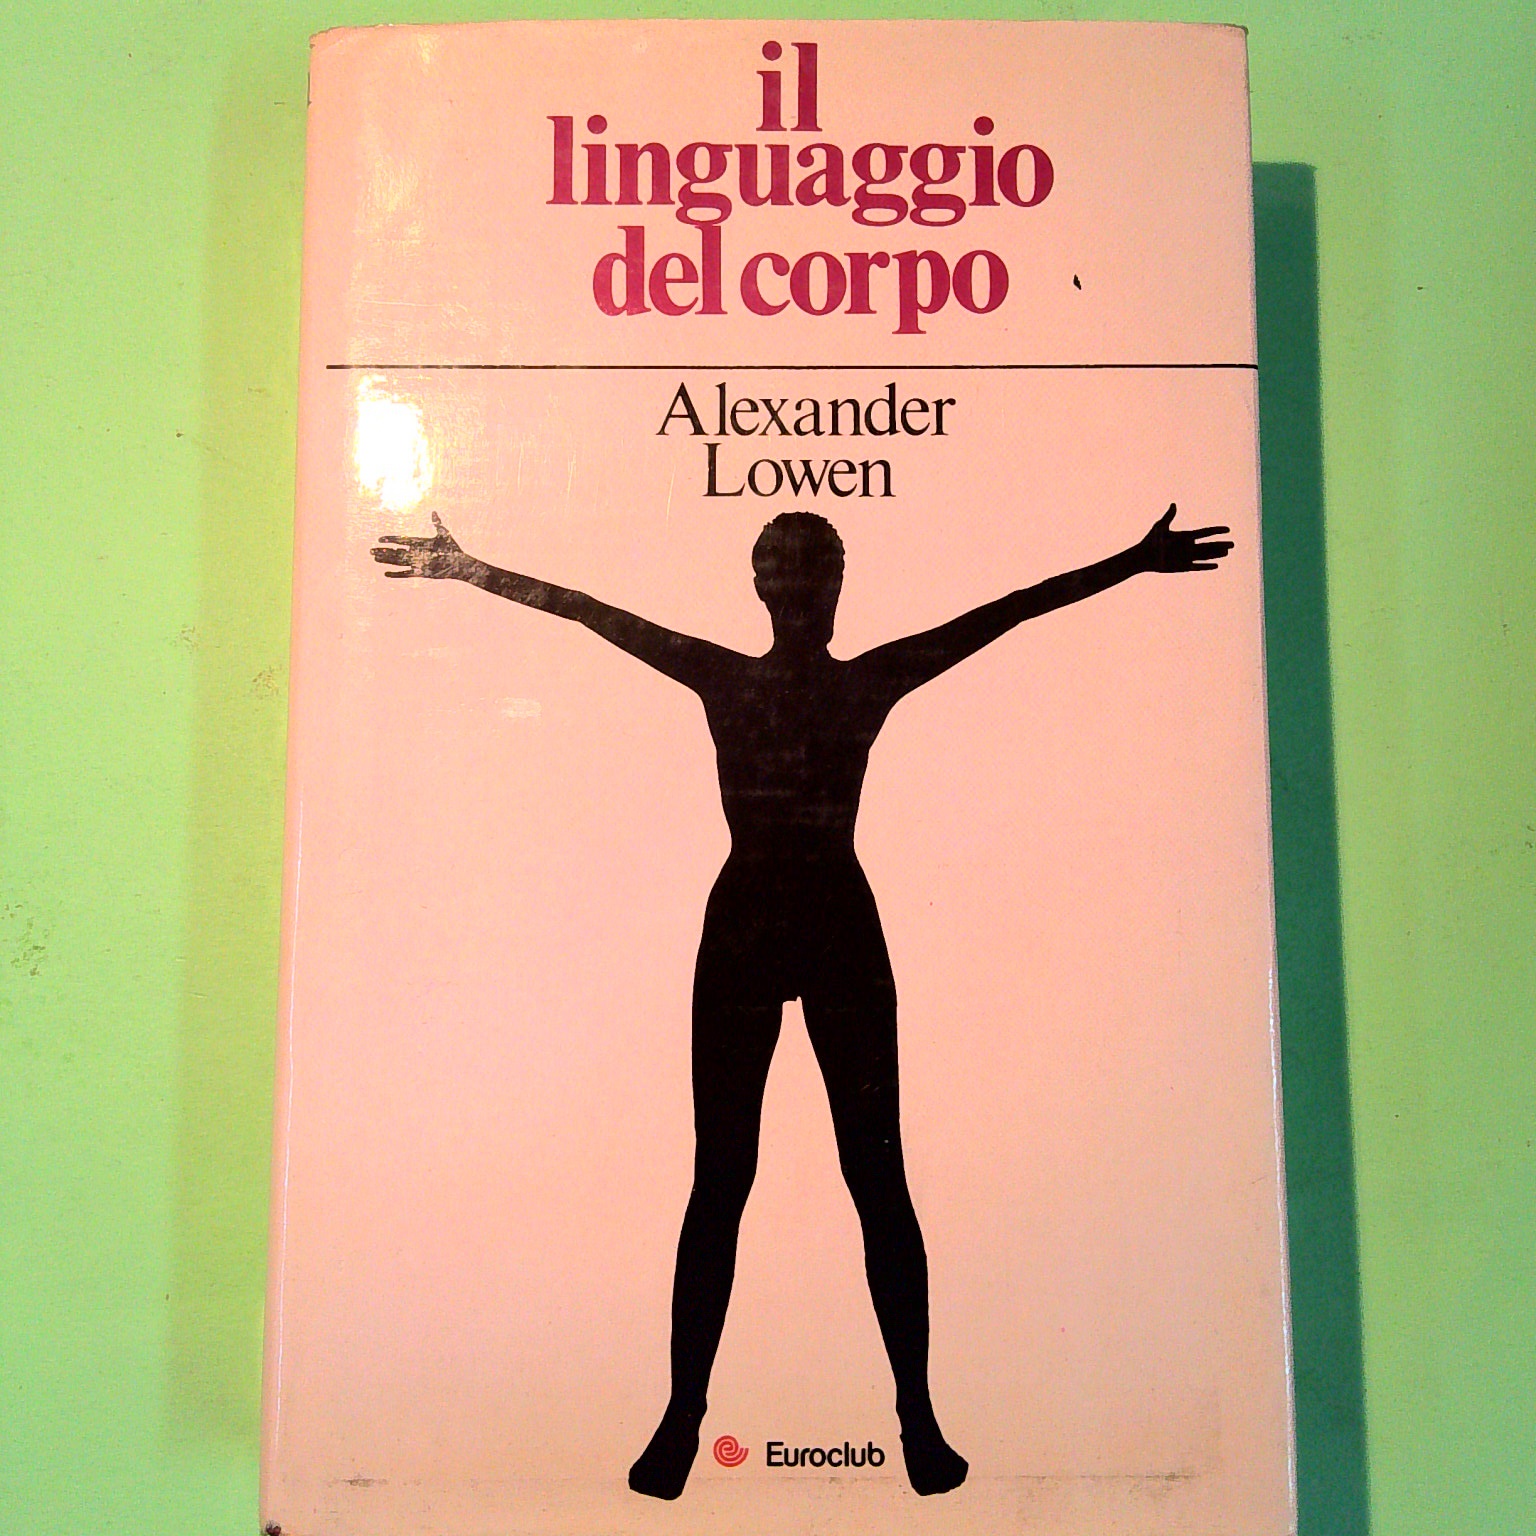 il
linguaggio
del corpo
Alexander
Lowen
Euroclub